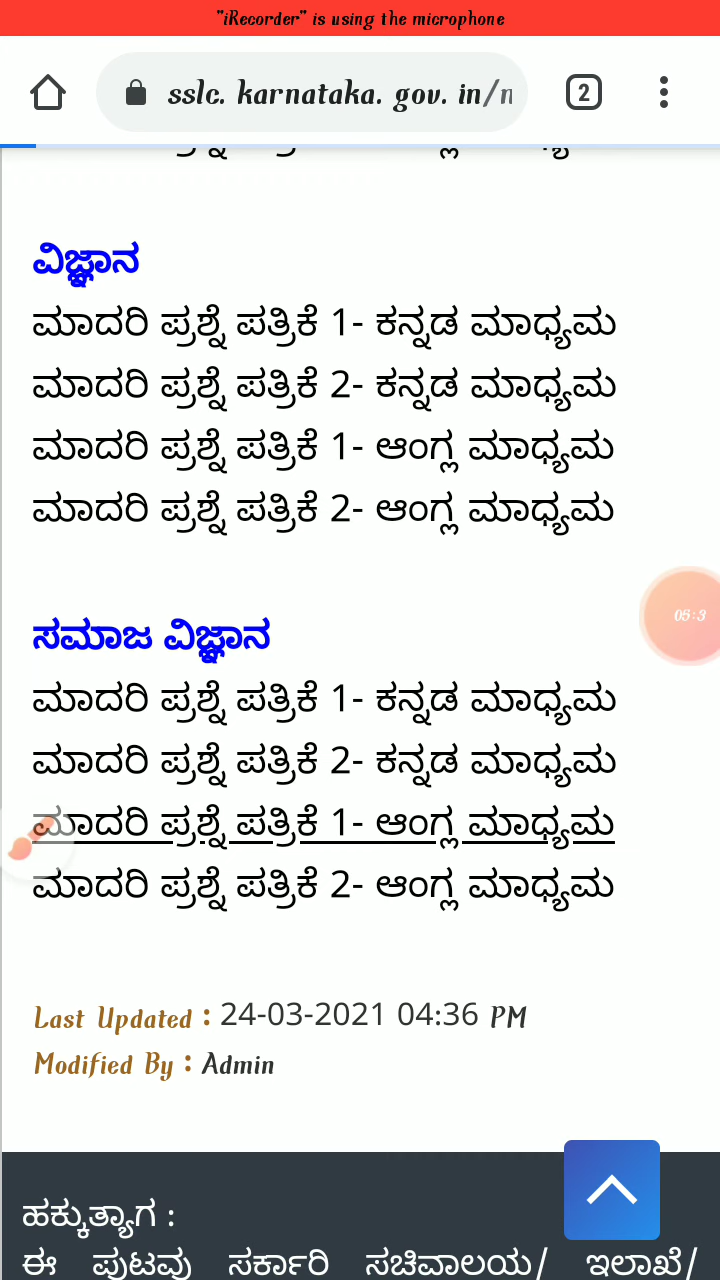 "iRecorder" is using the microphone
sslc. karnataka. gov. in/n
2
ವಿಜ್ಞಾನ
ಮಾದರಿ ಪ್ರಶ್ನೆ ಪತ್ರಿಕೆ 1- ಕನ್ನಡ ಮಾಧ್ಯಮ
ಮಾದರಿ ಪ್ರಶ್ನೆ ಪತ್ರಿಕೆ 2- ಕನ್ನಡ ಮಾಧ್ಯಮ
ಮಾದರಿ ಪ್ರಶ್ನೆ ಪತ್ರಿಕೆ 1- ಆಂಗ್ಲ ಮಾಧ್ಯಮ
ಮಾದರಿ ಪ್ರಶ್ನೆ ಪತ್ರಿಕೆ 2- ಆಂಗ್ಲ ಮಾಧ್ಯಮ
05:3
ಸಮಾಜ ವಿಜ್ಞಾನ
ಮಾದರಿ ಪ್ರಶ್ನೆ ಪತ್ರಿಕೆ 1- ಕನ್ನಡ ಮಾಧ್ಯಮ
ಮಾದರಿ ಪ್ರಶ್ನೆ ಪತ್ರಿಕೆ 2- ಕನ್ನಡ ಮಾಧ್ಯಮ
ಮಾದರಿ ಪ್ರಶ್ನೆ ಪತ್ರಿಕೆ 1- ಆಂಗ್ಲ ಮಾಧ್ಯಮ
ಮಾದರಿ ಪ್ರಶ್ನೆ ಪತ್ರಿಕೆ 2- ಆಂಗ್ಲ ಮಾಧ್ಯಮ
Last Updated : 24-03-2021 04:36 PM
Modified By : Admin
ಹಕ್ಕುತ್ಯಾಗ :
ಈ ಪುಟವು ಸರ್ಕಾರಿ ಸಚಿವಾಲಯ/ ಇಲಾಖೆ/